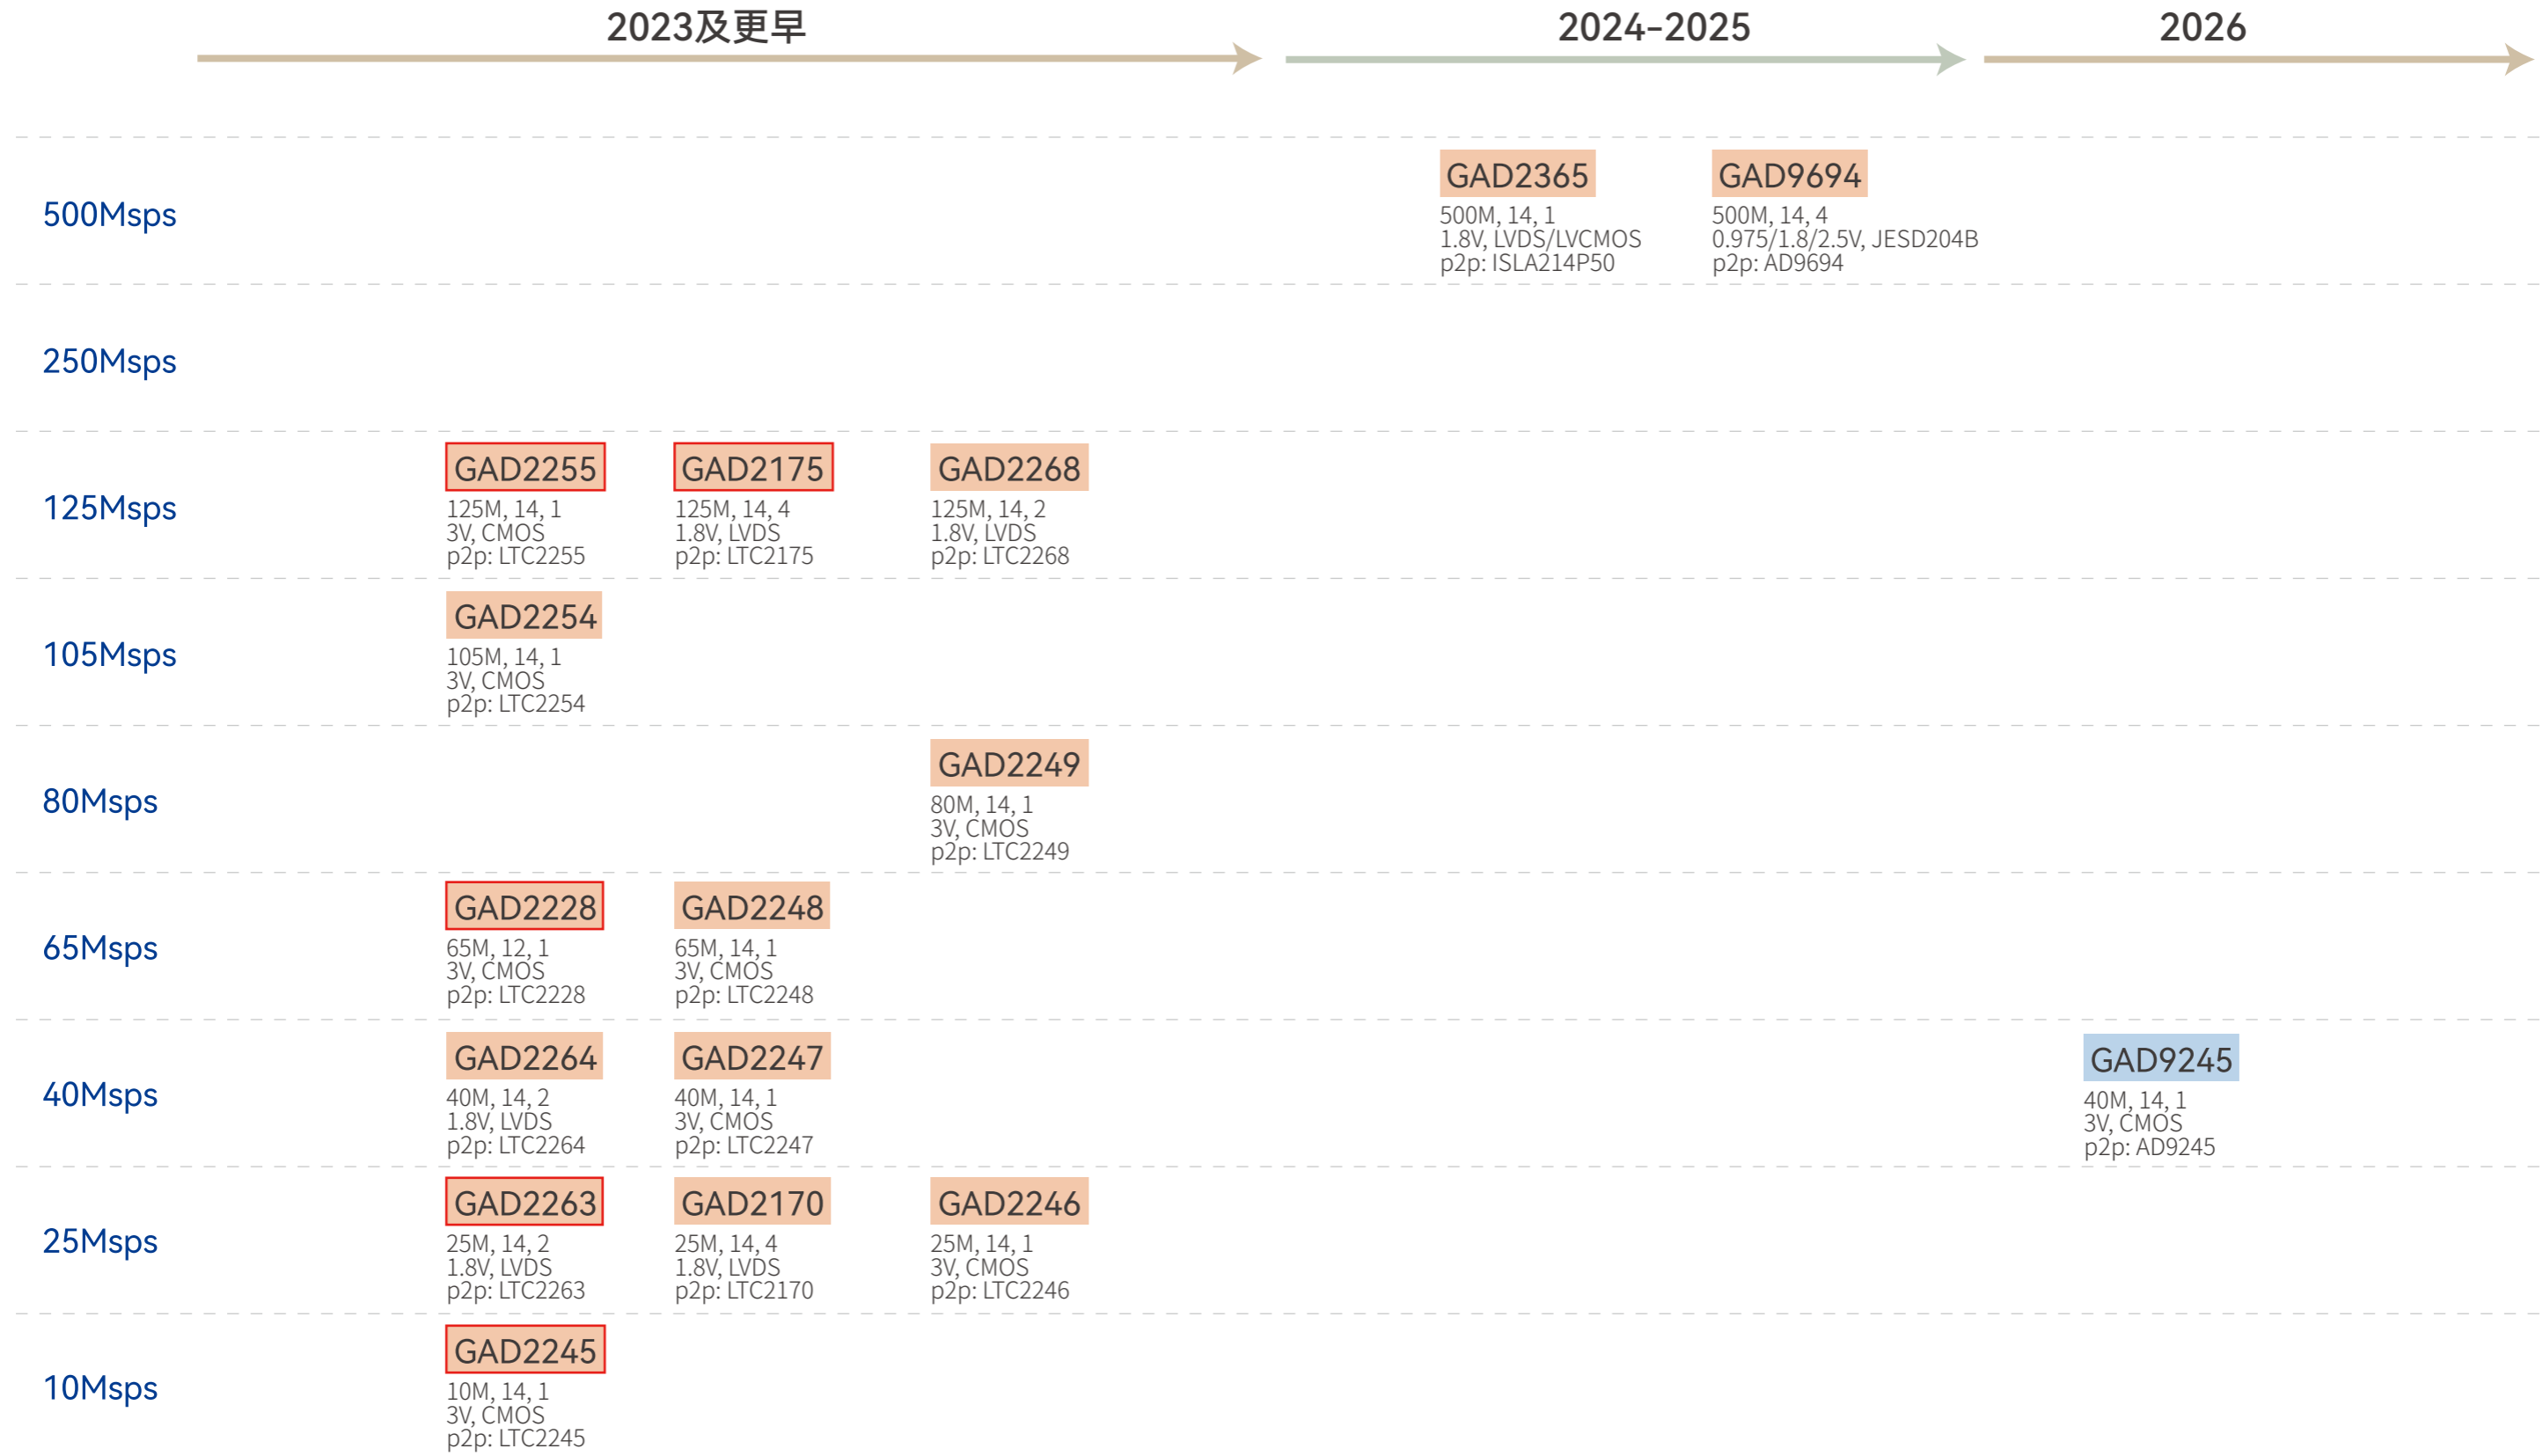 2023及更早
2024-2025
2026
500Msps
GAD2365
500M, 14, 1
1.8V, LVDS/LVCMOS
p2p: ISLA214P50
GAD9694
500M, 14, 4
0.975/1.8/2.5V, JESD204B
p2p: AD9694
250Msps
125Msps
GAD2255
125M, 14, 1
3V, CMOS
p2p: LTC2255
GAD2175
125M, 14, 4
1.8V, LVDS
p2p: LTC2175
GAD2268
125M, 14, 2
1.8V, LVDS
p2p: LTC2268
105Msps
GAD2254
105M, 14, 1
3V, CMOS
p2p: LTC2254
80Msps
GAD2249
80M, 14, 1
3V, CMOS
p2p: LTC2249
65Msps
GAD2228
65M, 12, 1
3V, CMOS
p2p: LTC2228
GAD2248
65M, 14, 1
3V, CMOS
p2p: LTC2248
40Msps
GAD2264
40M, 14, 2
1.8V, LVDS
p2p: LTC2264
GAD2247
40M, 14, 1
3V, CMOS
p2p: LTC2247
GAD9245
40M, 14, 1
3V, CMOS
p2p: AD9245
25Msps
GAD2263
25M, 14, 2
1.8V, LVDS
p2p: LTC2263
GAD2170
25M, 14, 4
1.8V, LVDS
p2p: LTC2170
GAD2246
25M, 14, 1
3V, CMOS
p2p: LTC2246
10Msps
GAD2245
10M, 14, 1
3V, CMOS
p2p: LTC2245